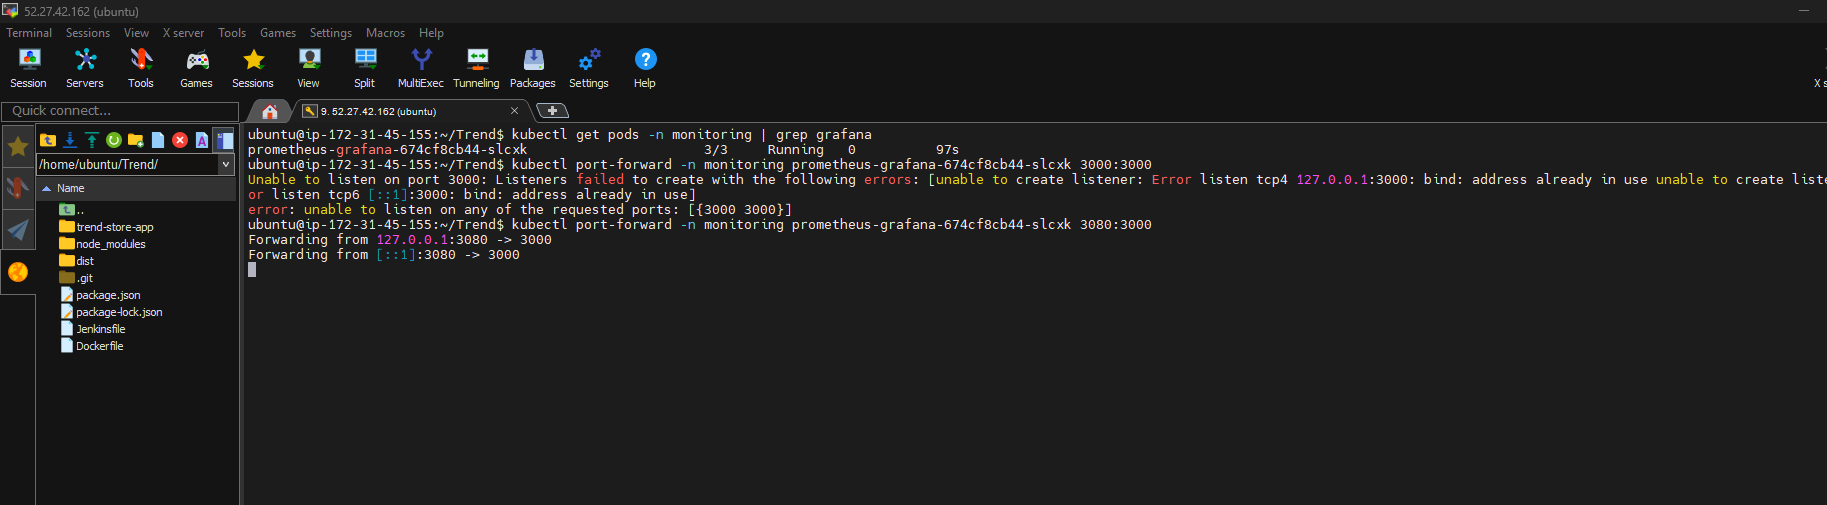 52.27.42.162 (ubuntu)
Terminal Sessions View X server Tools Games Settings Macros Help
Session Servers Tools Games Sessions View Split MultiExec Tunneling Packages Settings Help
X s
Quick connect...
9. 52.27.42.162 (ubuntu)
/home/ubuntu/Trend/
Name
..
trend-store-app
node_modules
dist
.git
package.json
package-lock.json
Jenkinsfile
Dockerfile
ubuntu@ip-172-31-45-155:~/Trend$ kubectl get pods -n monitoring | grep grafana
prometheus-grafana-674cf8cb44-slcxk 3/3 Running 0 97s
ubuntu@ip-172-31-45-155:~/Trend$ kubectl port-forward -n monitoring prometheus-grafana-674cf8cb44-slcxk 3000:3000
Unable to listen on port 3000: Listeners failed to create with the following errors: [unable to create listener: Error listen tcp4 127.0.0.1:3000: bind: address already in use unable to create liste
or listen tcp6 [::1]:3000: bind: address already in use]
error: unable to listen on any of the requested ports: [{3000 3000}]
ubuntu@ip-172-31-45-155:~/Trend$ kubectl port-forward -n monitoring prometheus-grafana-674cf8cb44-slcxk 3080:3000
Forwarding from 127.0.0.1:3080 -> 3000
Forwarding from [::1]:3080 -> 3000